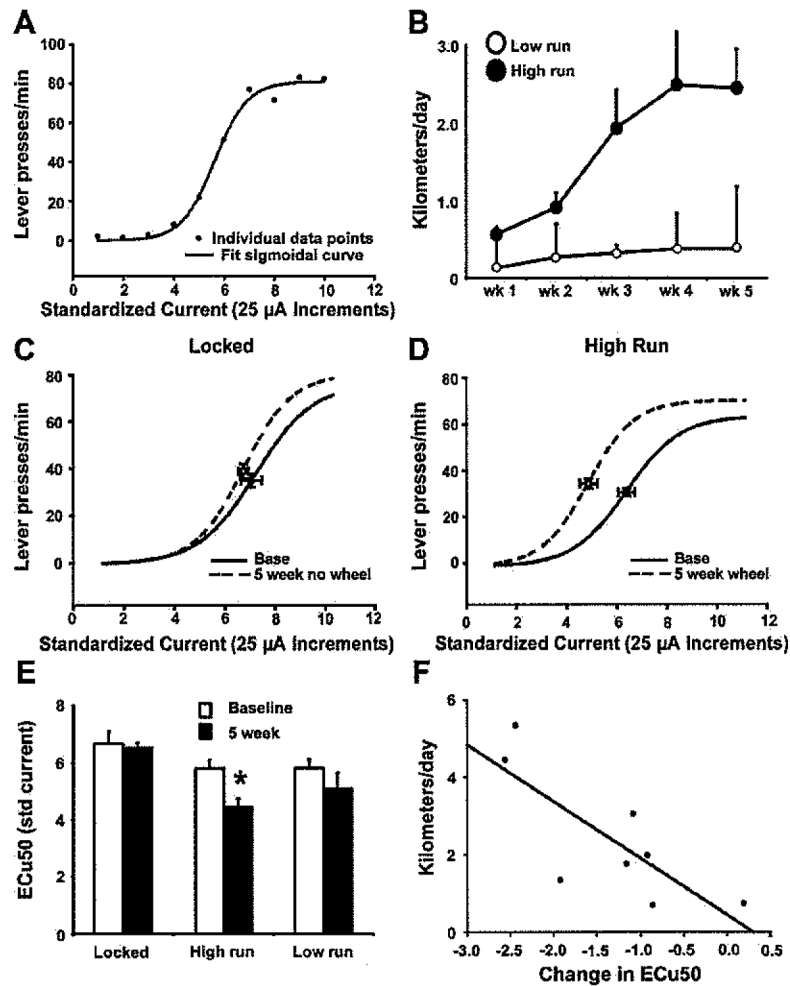 A
100
80
60
40
20
0
Lever presses/min
Individual data points
Fit sigmoidal curve
0 2 4 6 8 10 12
Standardized Current (25 µA Increments)
B
Low run
High run
3.0
2.0
1.0
0
Kilometers/day
wk 1 wk 2 wk 3 wk 4 wk 5
C
Locked
80
60
40
20
0
Lever presses/min
Base
5 week no wheel
0 2 4 6 8 10 12
Standardized Current (25 µA Increments)
D
High Run
80
60
40
20
0
Lever presses/min
Base
5 week wheel
0 2 4 6 8 10 12
Standardized Current (25 µA Increments)
E
8
6
4
2
0
ECu50 (std current)
Baseline
5 week
*
Locked High run Low run
F
6
4
2
0
Kilometers/day
-3.0 -2.5 -2.0 -1.5 -1.0 -0.5 0.0 0.5
Change in ECu50